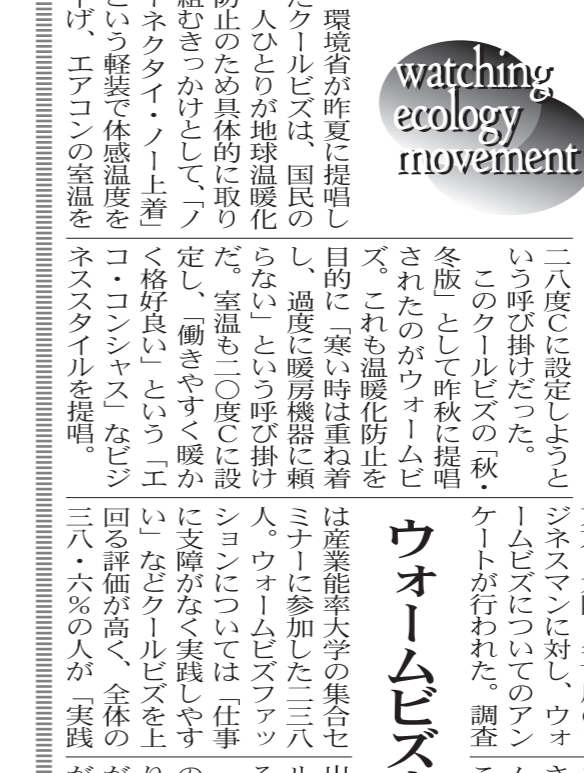 watching
ecology
movement
環境省が昨夏に提唱し
たクールビズは、国民の
人ひとりが地球温暖化
防止のため具体的に取り
組むきっかけとして、「ノ
ーネクタイ・ノー上着」
という軽装で体感温度を
下げ、エアコンの室温を
二八度Cに設定しようと
いう呼び掛けだった。
このクールビズの「秋・
冬版」として昨秋に提唱
されたのがウォームビ
ズ。これも温暖化防止を
目的に「寒い時は重ね着
し、過度に暖房機器に頼
らない」という呼び掛け
だ。室温も二〇度Cに設
定し、「働きやすく暖か
く格好良い」という「エ
コ・コンシャス」なビジ
ネススタイルを提唱。
ジネスマンに対し、ウォ
ームビズについてのアン
ケートが行われた。調査
ウォームビズ
は産業能率大学の集合セ
ミナーに参加した二三八
人。ウォームビズファッ
ションについては「仕事
に支障がなく実践しやす
い」などクールビズを上
回る評価が高く、全体の
三八・六％の人が「実践